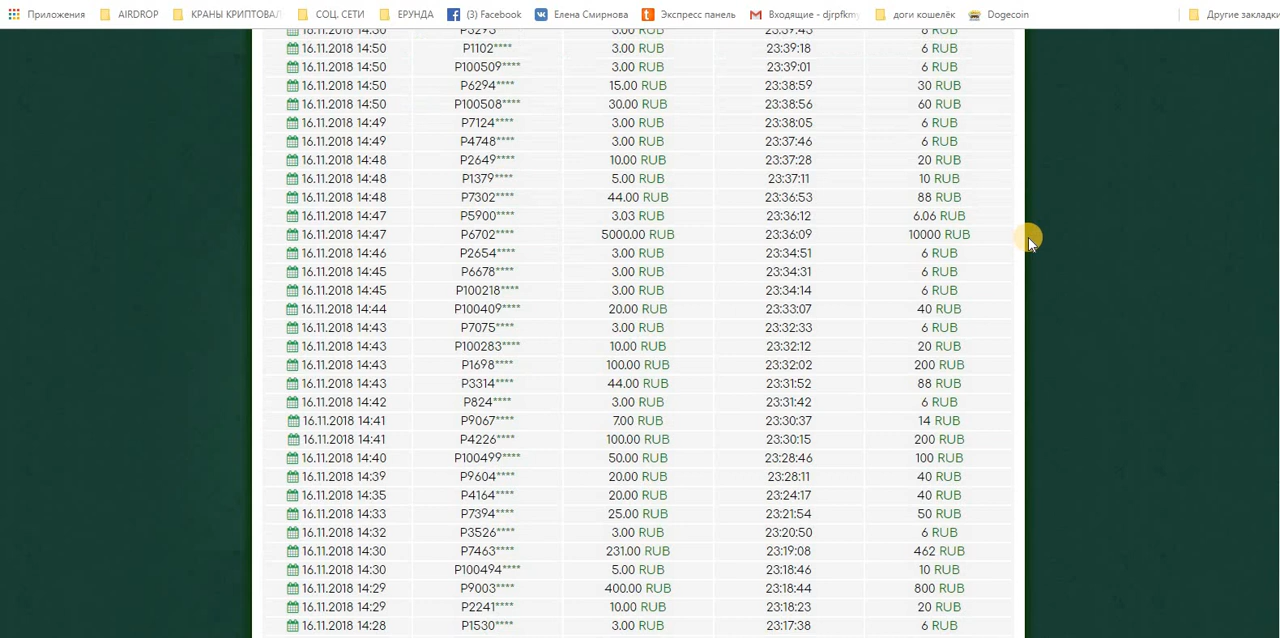 Приложения AIRDROP КРАНЫ КРИПТОВАЛ СОЦ. СЕТИ ЕРУНДА (3) Facebook Елена Смирнова Экспресс панель Входящие - djrpfkmy доги кошелёк Dogecoin Другие закладки
16.11.2018 14:50 P5293**** 3.00 RUB 23:39:43 6 RUB
16.11.2018 14:50 P1102**** 3.00 RUB 23:39:18 6 RUB
16.11.2018 14:50 P100509**** 3.00 RUB 23:39:01 6 RUB
16.11.2018 14:50 P6294**** 15.00 RUB 23:38:59 30 RUB
16.11.2018 14:50 P100508**** 30.00 RUB 23:38:56 60 RUB
16.11.2018 14:49 P7124**** 3.00 RUB 23:38:05 6 RUB
16.11.2018 14:49 P4748**** 3.00 RUB 23:37:46 6 RUB
16.11.2018 14:48 P2649**** 10.00 RUB 23:37:28 20 RUB
16.11.2018 14:48 P1379**** 5.00 RUB 23:37:11 10 RUB
16.11.2018 14:48 P7302**** 44.00 RUB 23:36:53 88 RUB
16.11.2018 14:47 P5900**** 3.03 RUB 23:36:12 6.06 RUB
16.11.2018 14:47 P6702**** 5000.00 RUB 23:36:09 10000 RUB
16.11.2018 14:46 P2654**** 3.00 RUB 23:34:51 6 RUB
16.11.2018 14:45 P6678**** 3.00 RUB 23:34:31 6 RUB
16.11.2018 14:45 P100218**** 3.00 RUB 23:34:14 6 RUB
16.11.2018 14:44 P100409**** 20.00 RUB 23:33:07 40 RUB
16.11.2018 14:43 P7075**** 3.00 RUB 23:32:33 6 RUB
16.11.2018 14:43 P100283**** 10.00 RUB 23:32:12 20 RUB
16.11.2018 14:43 P1698**** 100.00 RUB 23:32:02 200 RUB
16.11.2018 14:43 P3314**** 44.00 RUB 23:31:52 88 RUB
16.11.2018 14:42 P824**** 3.00 RUB 23:31:42 6 RUB
16.11.2018 14:41 P9067**** 7.00 RUB 23:30:37 14 RUB
16.11.2018 14:41 P4226**** 100.00 RUB 23:30:15 200 RUB
16.11.2018 14:40 P100499**** 50.00 RUB 23:28:46 100 RUB
16.11.2018 14:39 P9604**** 20.00 RUB 23:28:11 40 RUB
16.11.2018 14:35 P4164**** 20.00 RUB 23:24:17 40 RUB
16.11.2018 14:33 P7394**** 25.00 RUB 23:21:54 50 RUB
16.11.2018 14:32 P3526**** 3.00 RUB 23:20:50 6 RUB
16.11.2018 14:30 P7463**** 231.00 RUB 23:19:08 462 RUB
16.11.2018 14:30 P100494**** 5.00 RUB 23:18:46 10 RUB
16.11.2018 14:29 P9003**** 400.00 RUB 23:18:44 800 RUB
16.11.2018 14:29 P2241**** 10.00 RUB 23:18:23 20 RUB
16.11.2018 14:28 P1530**** 3.00 RUB 23:17:38 6 RUB